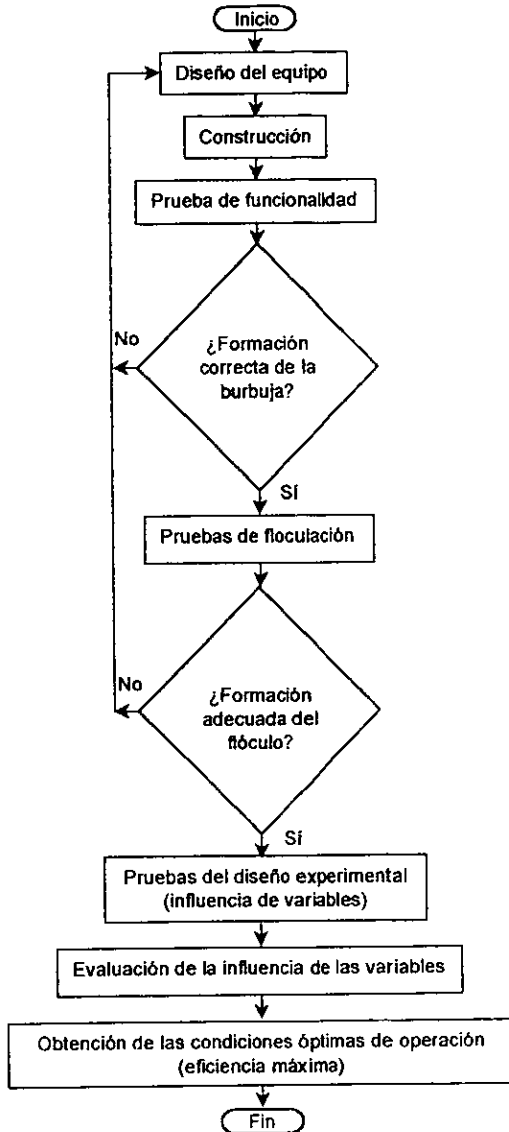 Inicio
Diseño del equipo
Construcción
Prueba de funcionalidad
No
¿Formación
correcta de la
burbuja?
Sí
Pruebas de floculación
No
¿Formación
adecuada del
flóculo?
Sí
Pruebas del diseño experimental
(influencia de variables)
Evaluación de la influencia de las variables
Obtención de las condiciones óptimas de operación
(eficiencia máxima)
Fin